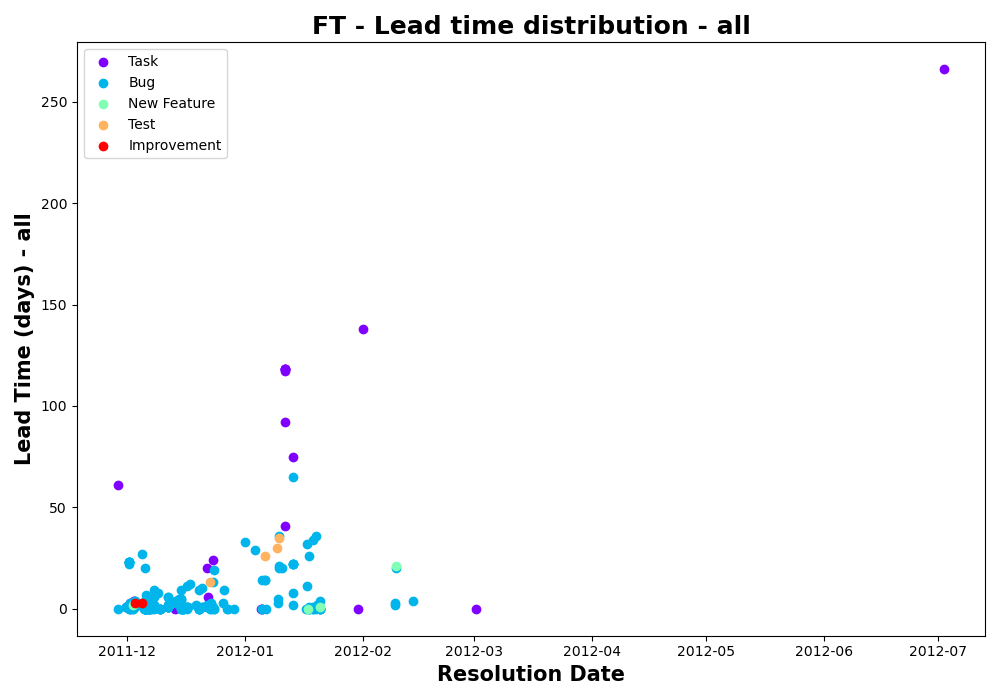 FT - Lead time distribution - all
Task
Bug
New Feature
Test
Improvement
Lead Time (days) - all
250
200
150
100
50
0
2011-12
2012-01
2012-02
2012-03
2012-04
2012-05
2012-06
2012-07
Resolution Date